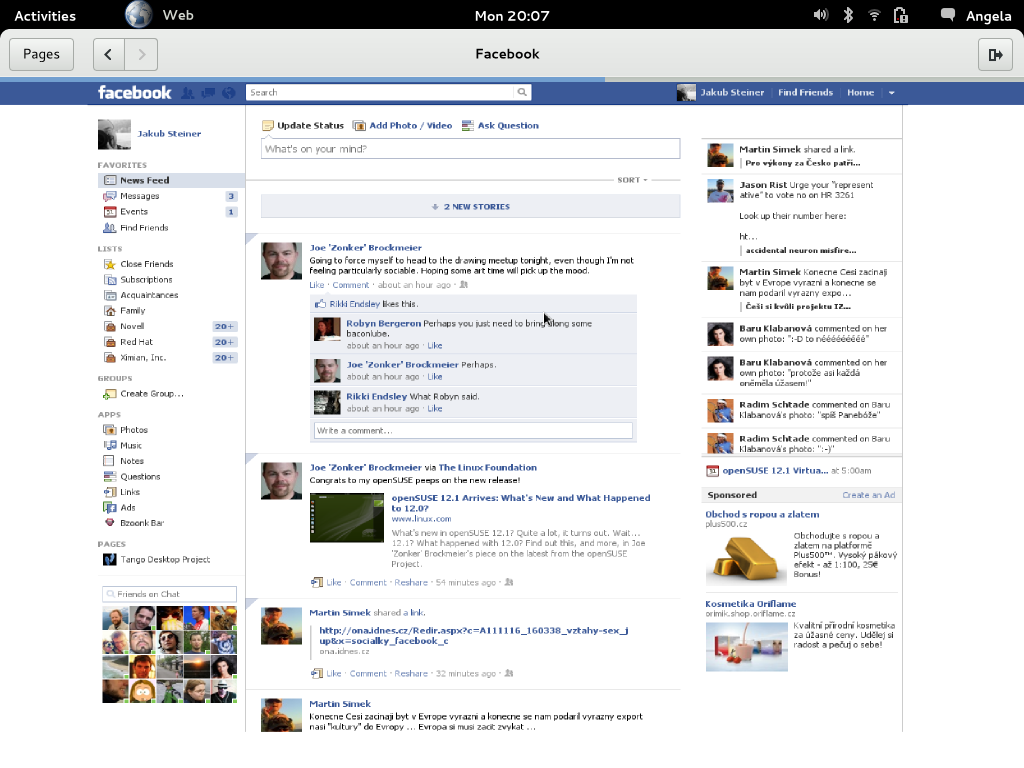 Activities
Web
Mon 20:07
Angela
Pages
Facebook
facebook
Search
Jakub Steiner
Find Friends
Home
Jakub Steiner
FAVORITES
News Feed
Messages 3
Events 1
Find Friends
LISTS
Close Friends
Subscriptions
Acquaintances
Family
Novell 20+
Red Hat 20+
Ximian, Inc. 20+
GROUPS
Create Group...
APPS
Photos
Music
Notes
Questions
Links
Ads
Bzoonk Bar
PAGES
Tango Desktop Project
Friends on Chat
Update Status
Add Photo / Video
Ask Question
What's on your mind?
SORT
2 NEW STORIES
Joe 'Zonker' Brockmeier
Going to force myself to head to the drawing meetup tonight, even though I'm not
feeling particularly sociable. Hoping some art time will pick up the mood.
Like · Comment · about an hour ago ·
Rikki Endsley likes this.
Robyn Bergeron Perhaps you just need to bring along some
baconlube.
about an hour ago · Like
Joe 'Zonker' Brockmeier Perhaps.
about an hour ago · Like
Rikki Endsley What Robyn said.
about an hour ago · Like
Write a comment...
Joe 'Zonker' Brockmeier via The Linux Foundation
Congrats to my openSUSE peeps on the new release!
openSUSE 12.1 Arrives: What's New and What Happened
to 12.0?
www.linux.com
What's new in openSUSE 12.1? Quite a lot, it turns out. Wait...
12.1? What happened with 12.0? Find out this, and more, in Joe
'Zonker' Brockmeier's piece on the latest from the openSUSE
Project.
Like · Comment · Reshare · 54 minutes ago ·
Martin Simek shared a link.
http://ona.idnes.cz/Redir.aspx?c=A111116_160338_vztahy-sex_j
up&x=socialky_facebook_c
ona.idnes.cz
Like · Comment · Reshare · 32 minutes ago ·
Martin Simek
Konecne Cesi zacinaji byt v Evrope vyrazni a konecne se nam podaril vyrazny export
nasi "kultury" do Evropy ... Evropa si musi zacit zvykat ...
Martin Simek shared a link.
Pro výkony za Česko patři...
Jason Rist Urge your "represent
ative" to vote no on HR 3261
Look up their number here:
ht...
accidental neuron misfire...
Martin Simek Konecne Cesi zacinaji
byt v Evrope vyrazni a konecne se
nam podaril vyrazny expo...
Češi si kvůli projektu IZ...
Baru Klabanová commented on her
own photo: ":-D to nééééééééé"
Baru Klabanová commented on her
own photo: "protože asi každá
oněměla úžasem!"
Radim Schtade commented on Baru
Klabanová's photo: "spíš Panebóže"
Radim Schtade commented on Baru
Klabanová's photo: ":-)"
openSUSE 12.1 Virtua... at 5:00am
Sponsored
Create an Ad
Obchod s ropou a zlatem
plus500.cz
Obchodujte s ropou a
zlatem na platformě
Plus500™. Vysoký pákový
efekt - až 1:100, 25€
Bonus!
Kosmetika Oriflame
orimik.shop.oriflame.cz
Kvalitní přírodní kosmetika
za úžasné ceny. Udělej si
radost a pečuj o sebe!